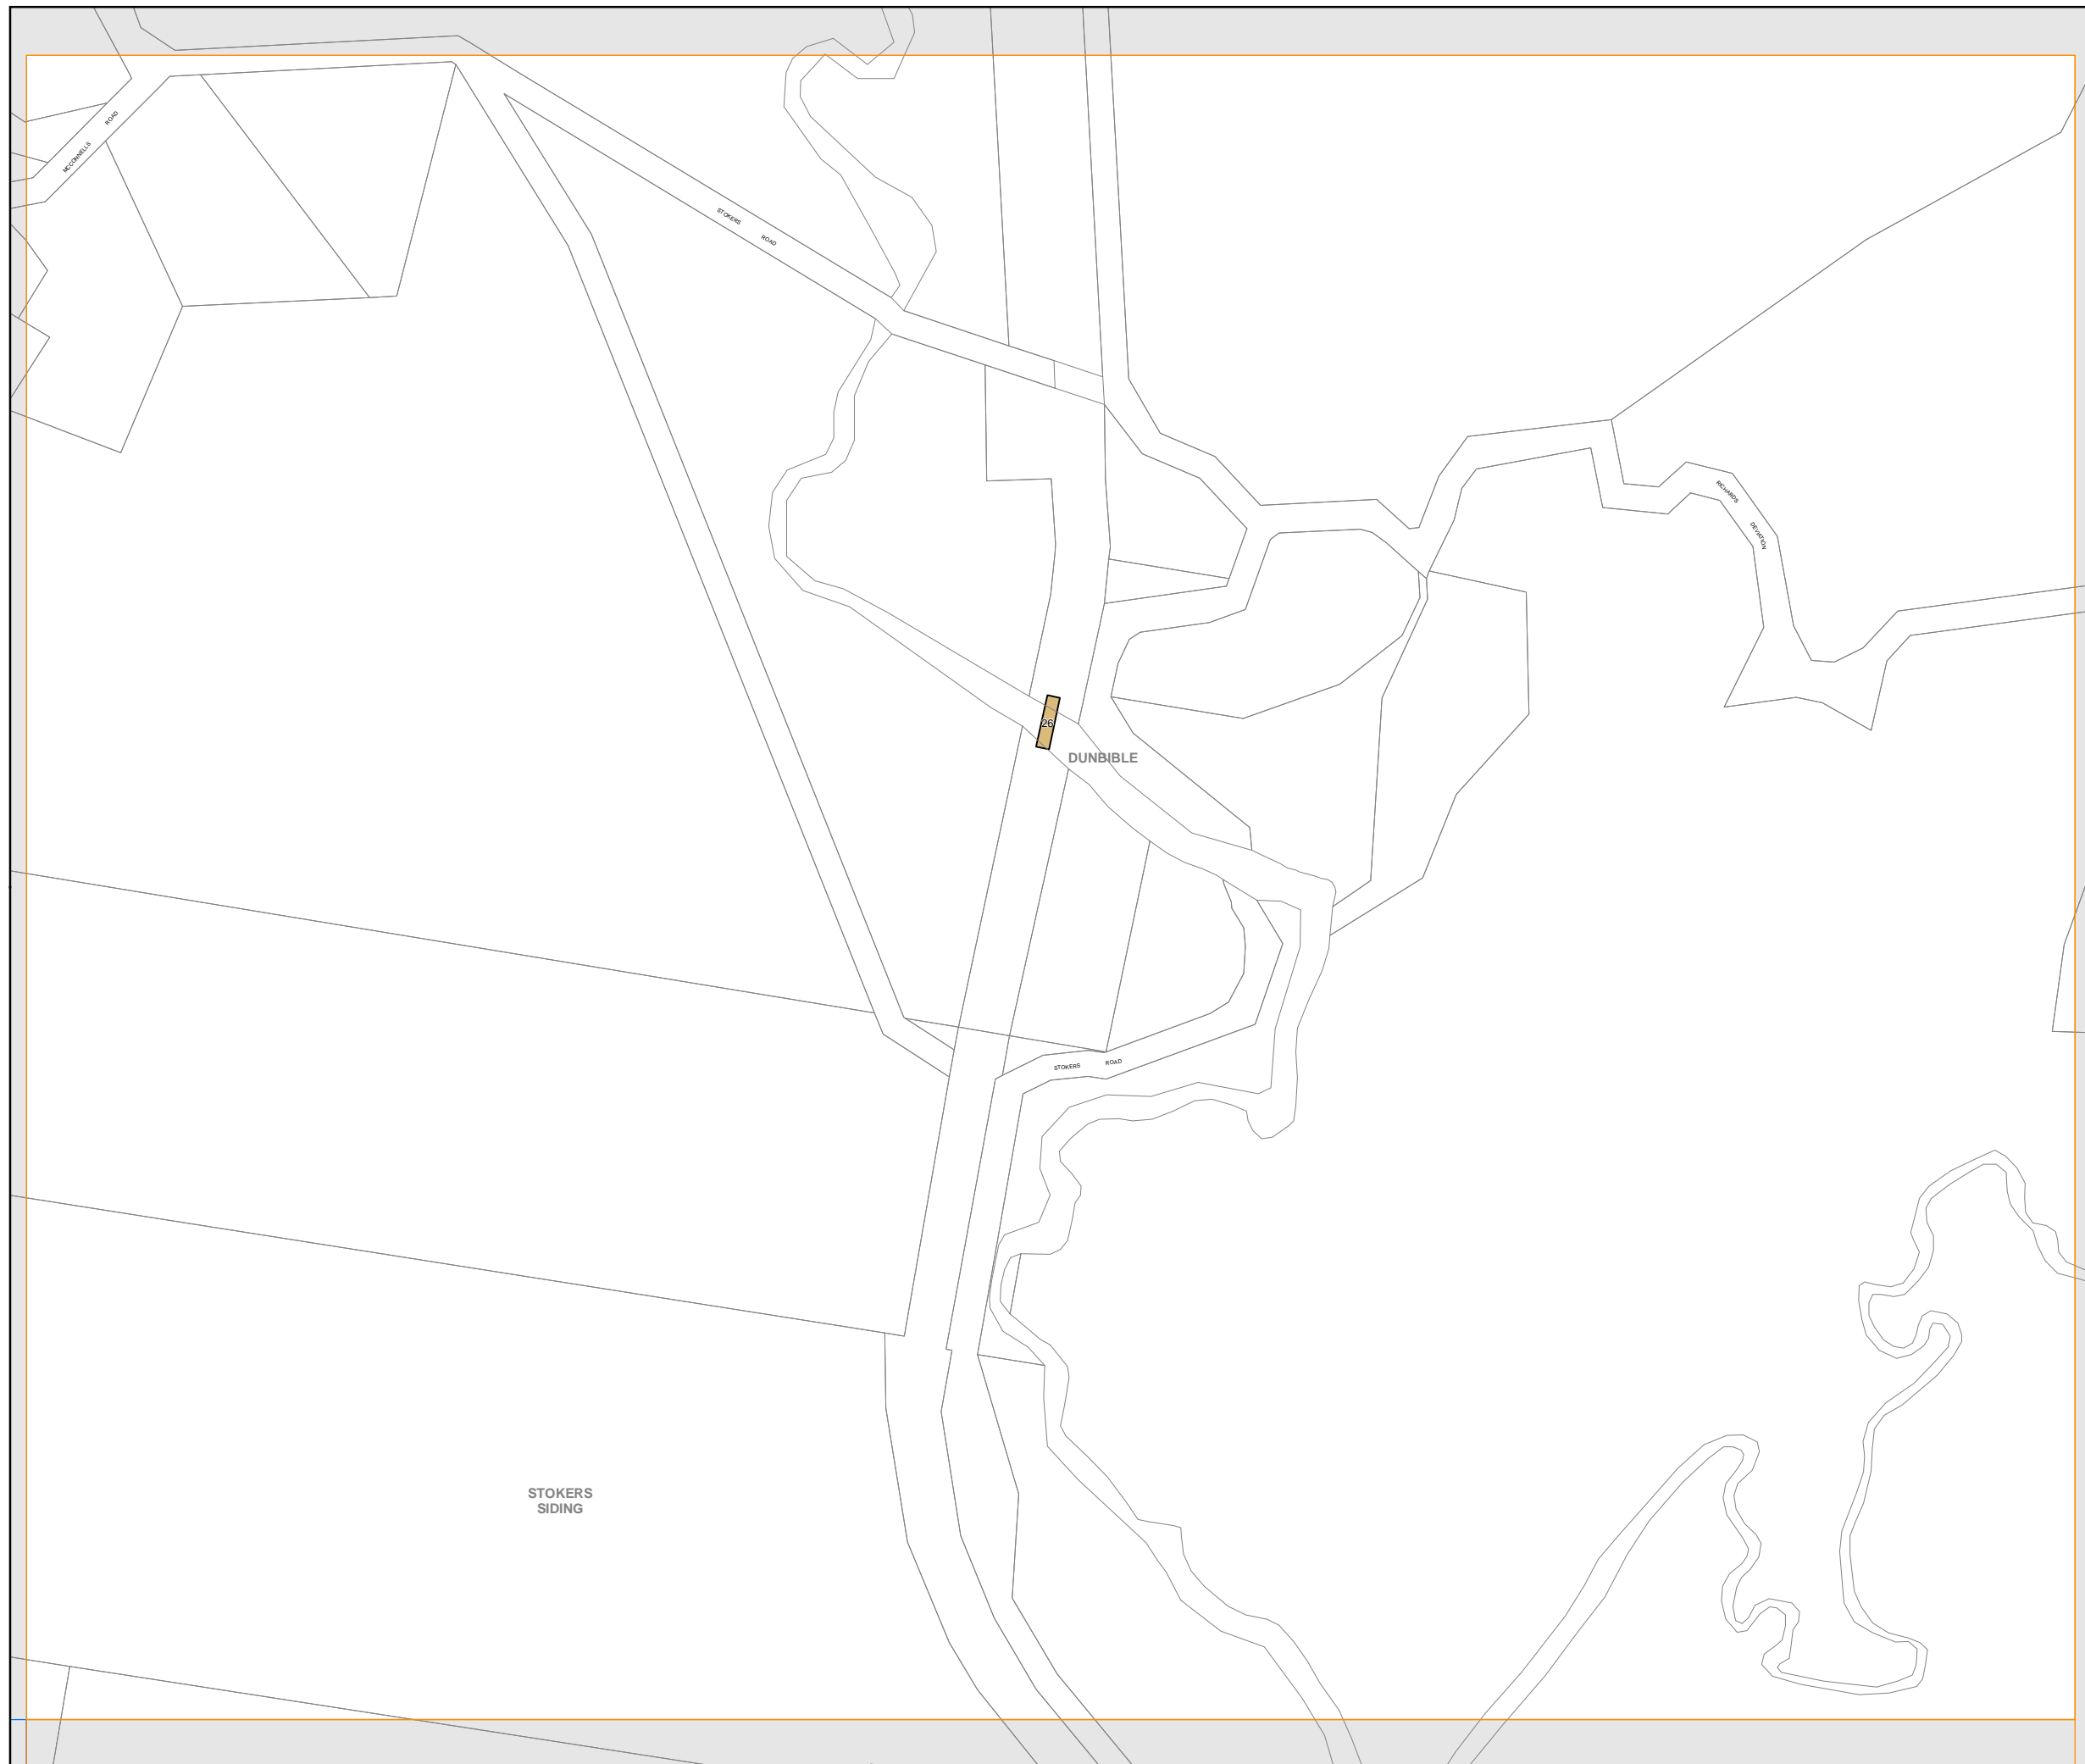 MCCONNELLS ROAD
STOKERS ROAD
RICHARDS DEVIATION
26
DUNBIBLE
STOKERS ROAD
STOKERS
SIDING